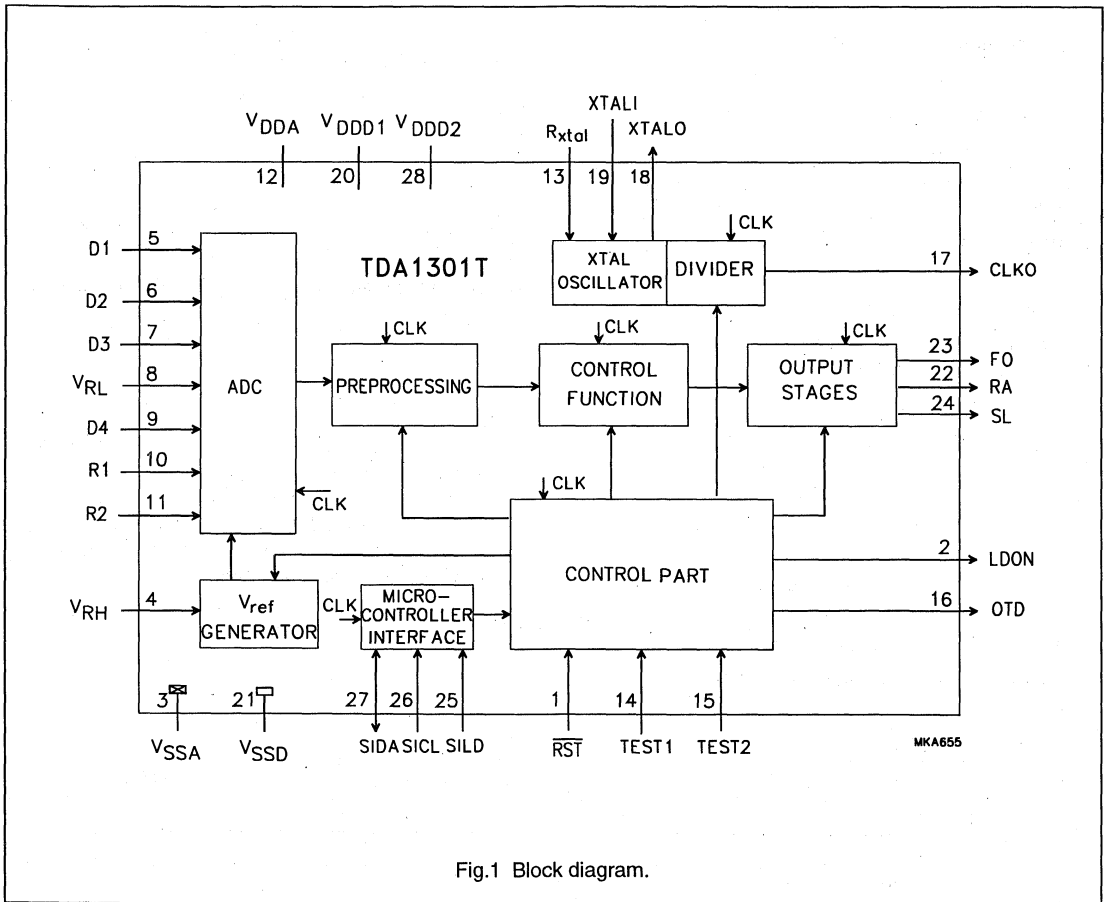 XTALI
VDDA VDDD1 VDDD2 Rxtal XTALO
12 20 28 13 19 18
CLK
TDA1301T
XTAL OSCILLATOR
DIVIDER
17 CLKO
D1 5
D2 6
D3 7
VRL 8
D4 9
R1 10
R2 11
ADC
CLK
CLK
PREPROCESSING
CLK
CONTROL FUNCTION
CLK
OUTPUT STAGES
23 FO
22 RA
24 SL
CLK
CONTROL PART
2 LDON
16 OTD
VRH 4
Vref GENERATOR
CLK
MICRO-
CONTROLLER
INTERFACE
3 21 27 26 25 1 14 15
VSSA VSSD SIDA SICL SILD RST TEST1 TEST2
MKA655
Fig.1 Block diagram.